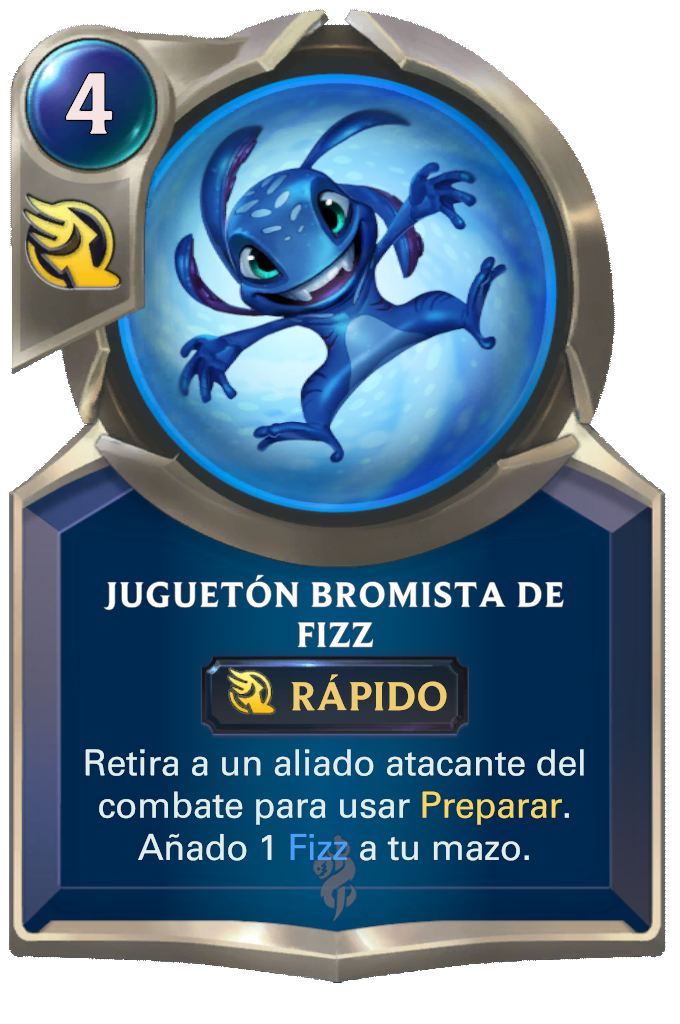 4
JUGUETÓN BROMISTA DE
FIZZ
RÁPIDO
Retira a un aliado atacante del
combate para usar Preparar.
Añado 1 Fizz a tu mazo.